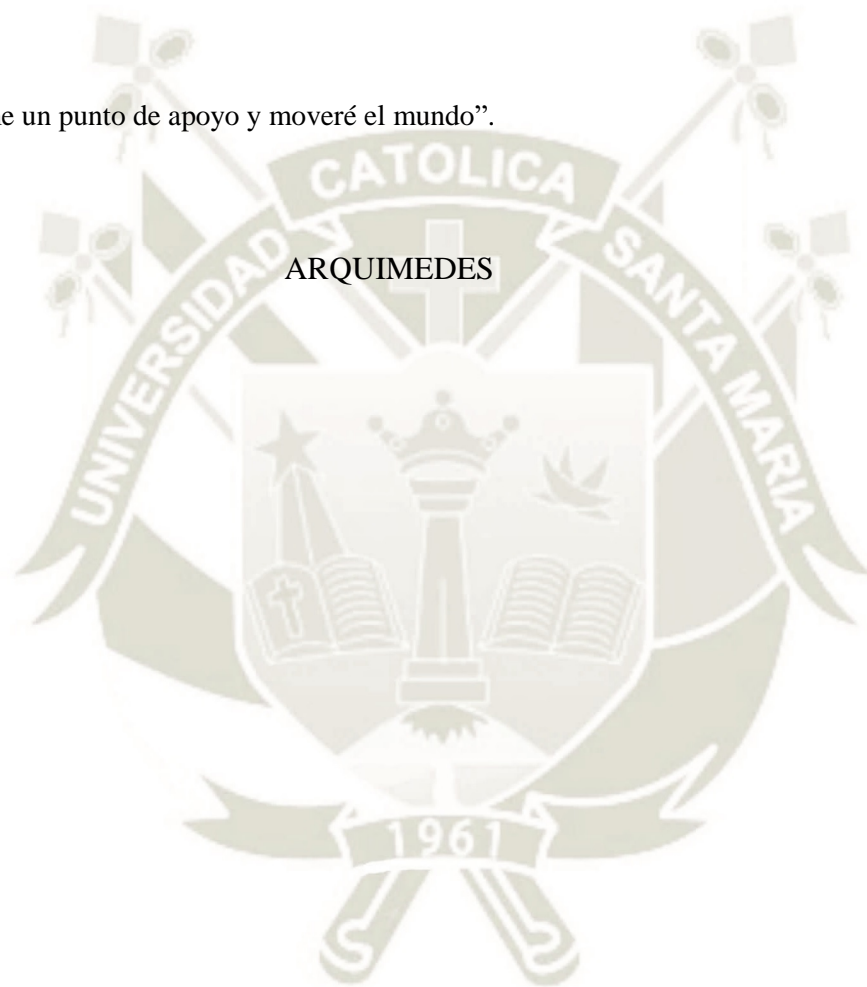 e un punto de apoyo y moveré el mundo”.
CATOLICA
UNIVERSIDAD
SANTA MARIA
ARQUIMEDES
1961